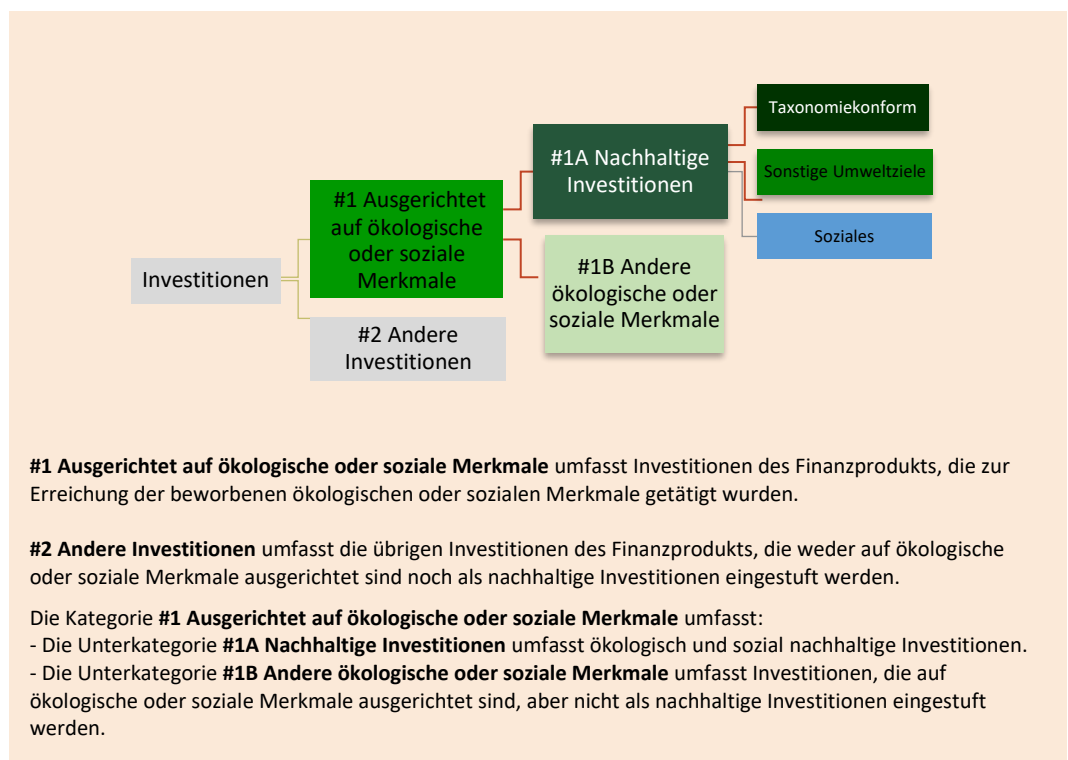 Taxonomiekonform
#1A Nachhaltige
Investitionen
Sonstige Umweltziele
#1 Ausgerichtet
auf ökologische
oder soziale
Merkmale
Soziales
Investitionen
#1B Andere
ökologische oder
soziale Merkmale
#2 Andere
Investitionen
#1 Ausgerichtet auf ökologische oder soziale Merkmale umfasst Investitionen des Finanzprodukts, die zur
Erreichung der beworbenen ökologischen oder sozialen Merkmale getätigt wurden.
#2 Andere Investitionen umfasst die übrigen Investitionen des Finanzprodukts, die weder auf ökologische
oder soziale Merkmale ausgerichtet sind noch als nachhaltige Investitionen eingestuft werden.
Die Kategorie #1 Ausgerichtet auf ökologische oder soziale Merkmale umfasst:
- Die Unterkategorie #1A Nachhaltige Investitionen umfasst ökologisch und sozial nachhaltige Investitionen.
- Die Unterkategorie #1B Andere ökologische oder soziale Merkmale umfasst Investitionen, die auf
ökologische oder soziale Merkmale ausgerichtet sind, aber nicht als nachhaltige Investitionen eingestuft
werden.